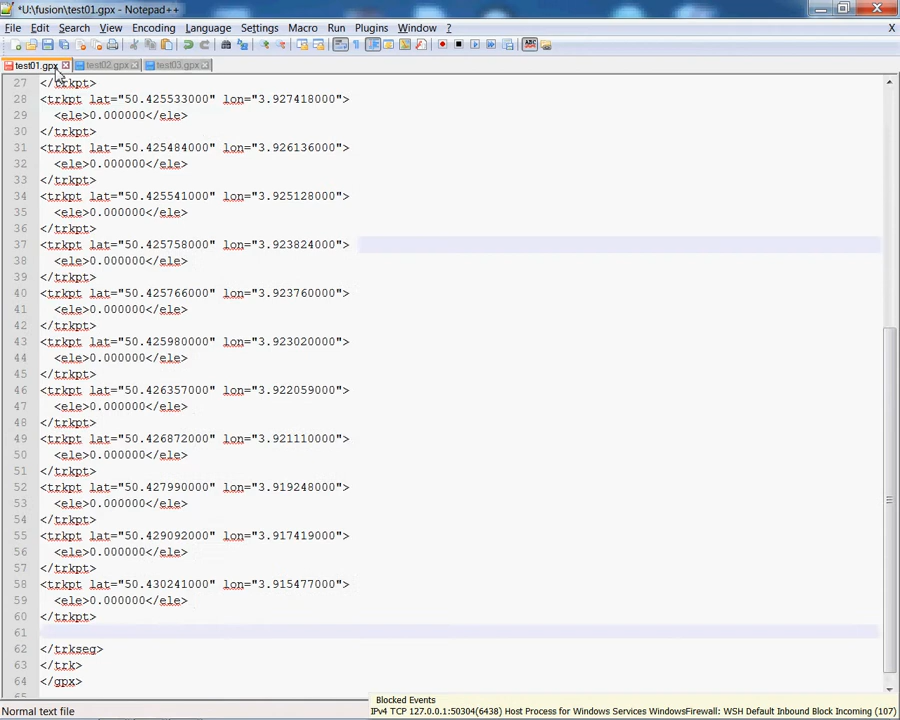 *U:\fusion\test01.gpx - Notepad++
File Edit Search View Encoding Language Settings Macro Run Plugins Window ? X
test01.gpx test02.gpx test03.gpx
27 </trkpt>
28 <trkpt lat="50.425533000" lon="3.927418000">
29 <ele>0.000000</ele>
30 </trkpt>
31 <trkpt lat="50.425484000" lon="3.926136000">
32 <ele>0.000000</ele>
33 </trkpt>
34 <trkpt lat="50.425541000" lon="3.925128000">
35 <ele>0.000000</ele>
36 </trkpt>
37 <trkpt lat="50.425758000" lon="3.923824000">
38 <ele>0.000000</ele>
39 </trkpt>
40 <trkpt lat="50.425766000" lon="3.923760000">
41 <ele>0.000000</ele>
42 </trkpt>
43 <trkpt lat="50.425980000" lon="3.923020000">
44 <ele>0.000000</ele>
45 </trkpt>
46 <trkpt lat="50.426357000" lon="3.922059000">
47 <ele>0.000000</ele>
48 </trkpt>
49 <trkpt lat="50.426872000" lon="3.921110000">
50 <ele>0.000000</ele>
51 </trkpt>
52 <trkpt lat="50.427990000" lon="3.919248000">
53 <ele>0.000000</ele>
54 </trkpt>
55 <trkpt lat="50.429092000" lon="3.917419000">
56 <ele>0.000000</ele>
57 </trkpt>
58 <trkpt lat="50.430241000" lon="3.915477000">
59 <ele>0.000000</ele>
60 </trkpt>
61
62 </trkseg>
63 </trk>
64 </gpx>
65
Normal text file
Blocked Events
IPv4 TCP 127.0.0.1:50304(6438) Host Process for Windows Services WindowsFirewall: WSH Default Inbound Block Incoming (107)